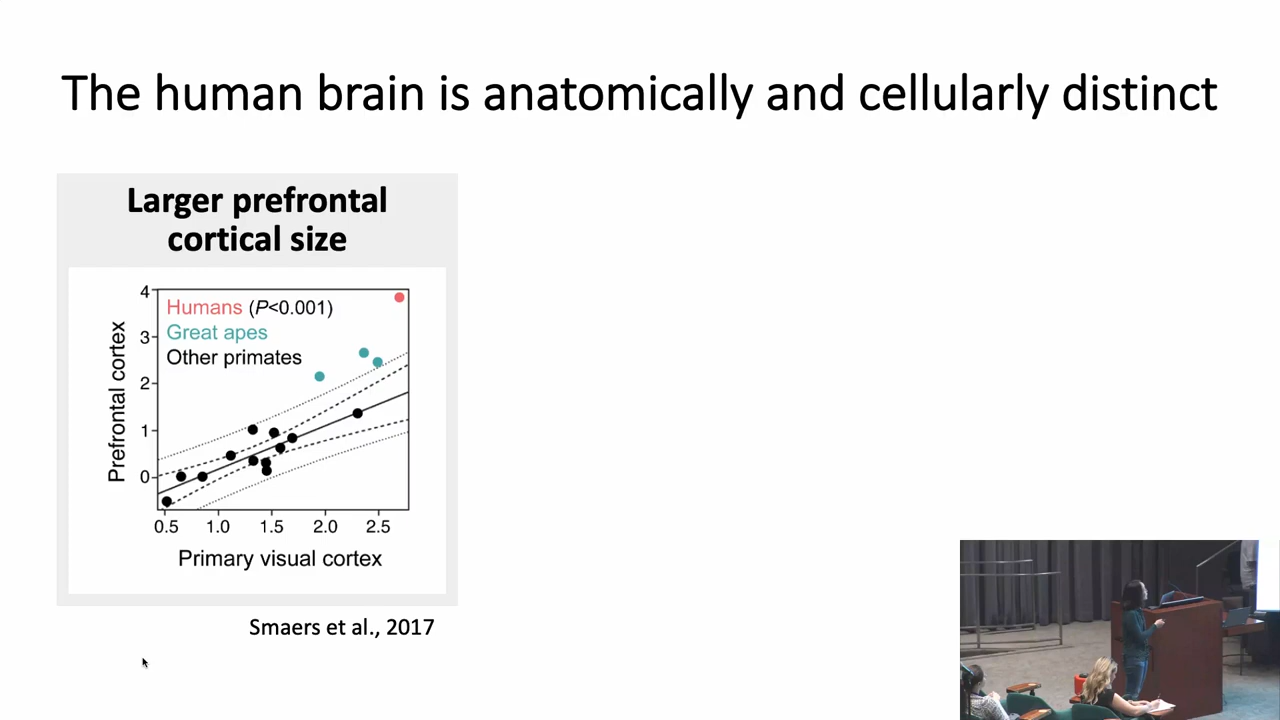 The human brain is anatomically and cellularly distinct
Larger prefrontal
cortical size
Humans (P<0.001)
Great apes
Other primates
Prefrontal cortex
4
3
2
1
0
0.5 1.0 1.5 2.0 2.5
Primary visual cortex
Smaers et al., 2017